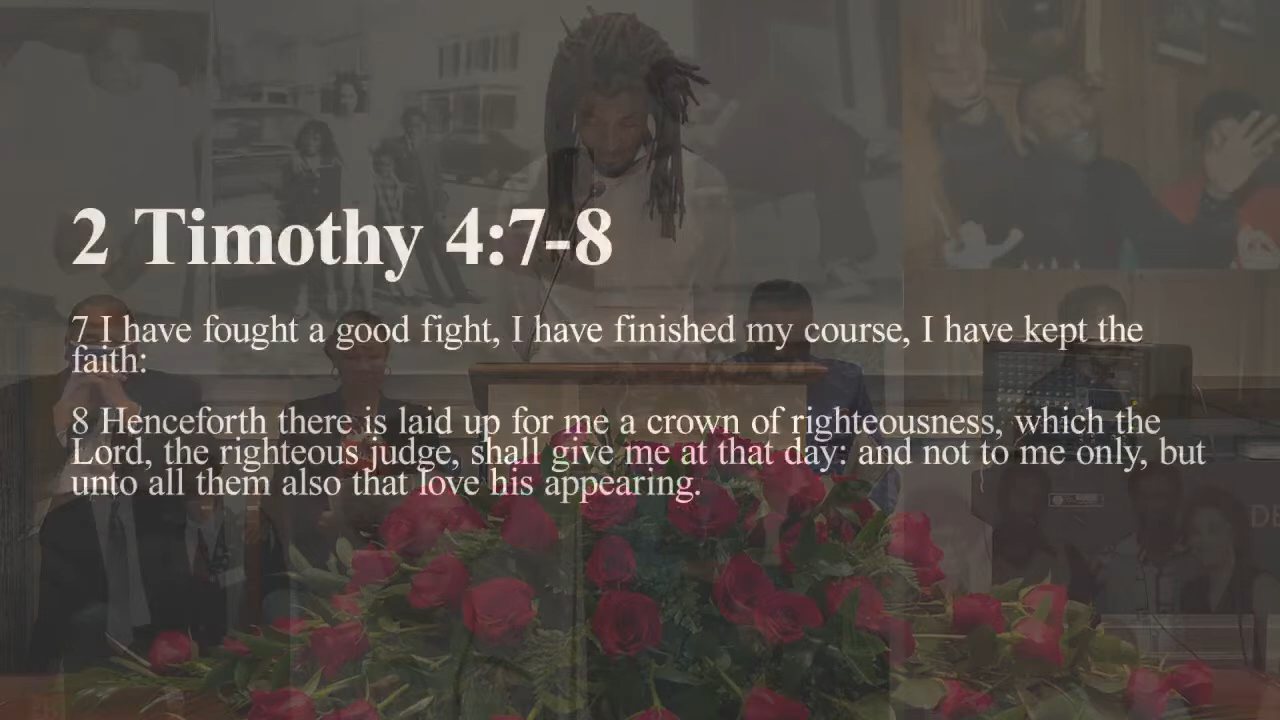 2 Timothy 4:7-8
7 I have fought a good fight, I have finished my course, I have kept the
faith:
8 Henceforth there is laid up for me a crown of righteousness, which the
Lord, the righteous judge, shall give me at that day: and not to me only, but
unto all them also that love his appearing.